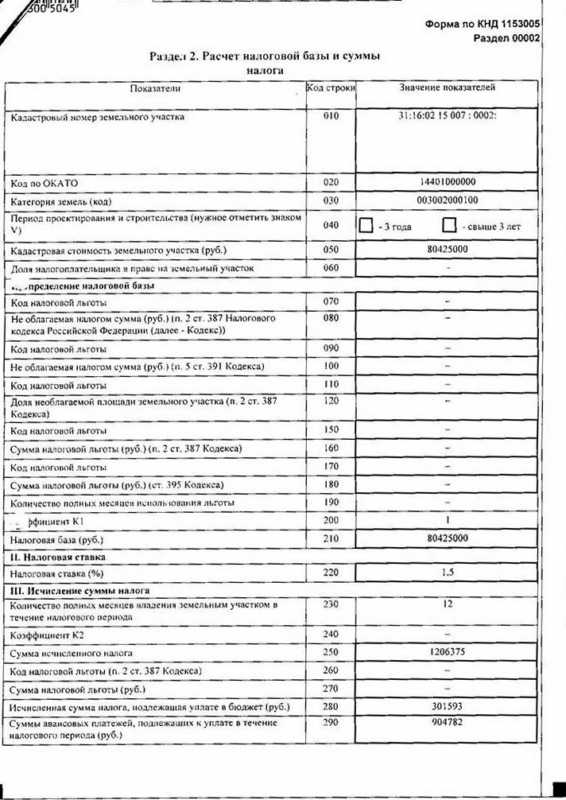 3005045
Форма по КНД 1153005
Раздел 00002
Раздел 2. Расчет налоговой базы и суммы
налога
Показатели Код строки Значение показателей
Кадастровый номер земельного участка 010 31:16:02 15 007 : 0002:
Код по ОКАТО 020 14401000000
Категория земель (код) 030 003002000100
Период проектирования и строительства (нужное отметить знаком
V) 040 - 3 года - свыше 3 лет
Кадастровая стоимость земельного участка (руб.) 050 80425000
Доля налогоплательщика в праве на земельный участок 060 –
пределение налоговой базы
Код налоговой льготы 070 –
Не облагаемая налогом сумма (руб.) (п. 2 ст. 387 Налогового 080 –
кодекса Российской Федерации (далее - Кодекс))
Код налоговой льготы 090 –
Не облагаемая налогом сумма (руб.) (п. 5 ст. 391 Кодекса) 100 –
Код налоговой льготы 110 –
Доля необлагаемой площади земельного участка (п. 2 ст. 387 120 –
Кодекса)
Код налоговой льготы 150 –
Сумма налоговой льготы (руб.) (п. 2 ст. 387 Кодекса) 160 –
Код налоговой льготы 170 –
Сумма налоговой льготы (руб.) (ст. 395 Кодекса) 180 –
Количество полных месяцев использования льготы 190 –
ффициент К1 200 1
Налоговая база (руб.) 210 80425000
II. Налоговая ставка
Налоговая ставка (%) 220 1,5
III. Исчисление суммы налога
Количество полных месяцев владения земельным участком в 230 12
течение налогового периода
Коэффициент К2 240 –
Сумма исчисленного налога 250 1206375
Код налоговой льготы (п. 2 ст. 387 Кодекса) 260 –
Сумма налоговой льготы (руб.) 270 –
Исчисленная сумма налога, подлежащая уплате в бюджет (руб.) 280 301593
Суммы авансовых платежей, подлежащих к уплате в течение 290 904782
налогового периода (руб.)